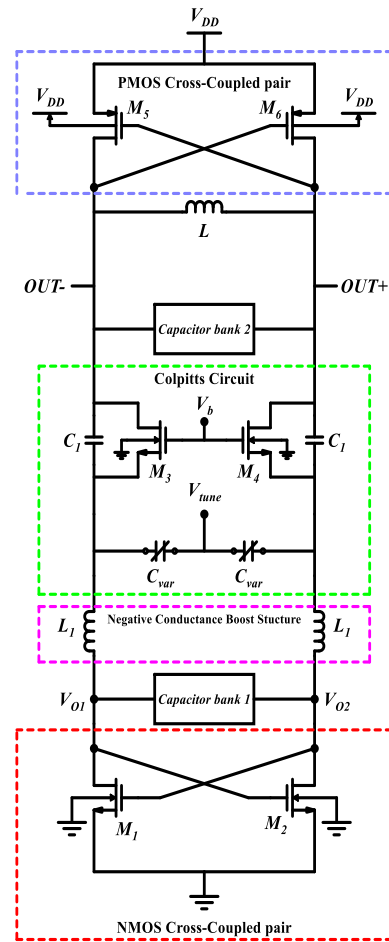 V_DD
PMOS Cross-Coupled pair
V_DD M_5 M_6 V_DD
L
OUT- OUT+
Capacitor bank 2
Colpitts Circuit
V_b
C_1 C_1
M_3 M_4
V_tune
C_var C_var
L_1 Negative Conductance Boost Stucture L_1
V_O1 Capacitor bank 1 V_O2
M_1 M_2
NMOS Cross-Coupled pair